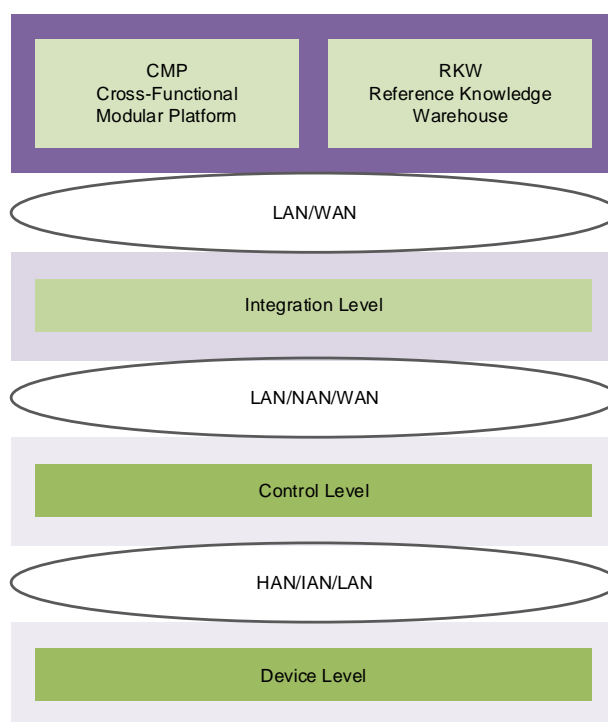 CMP
Cross-Functional
Modular Platform
RKW
Reference Knowledge
Warehouse
LAN/WAN
Integration Level
LAN/NAN/WAN
Control Level
HAN/IAN/LAN
Device Level